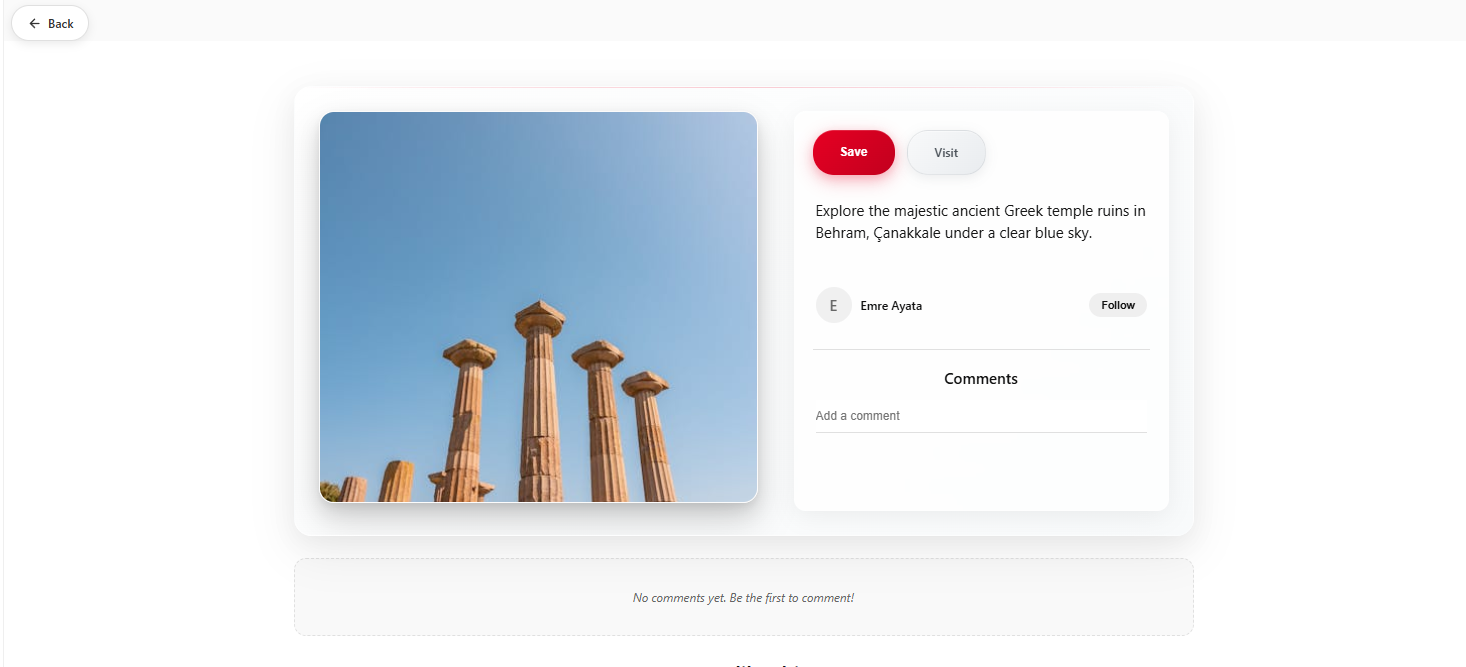 Back
Save
Visit
Explore the majestic ancient Greek temple ruins in
Behram, Çanakkale under a clear blue sky.
E
Emre Ayata
Follow
Comments
Add a comment
No comments yet. Be the first to comment!